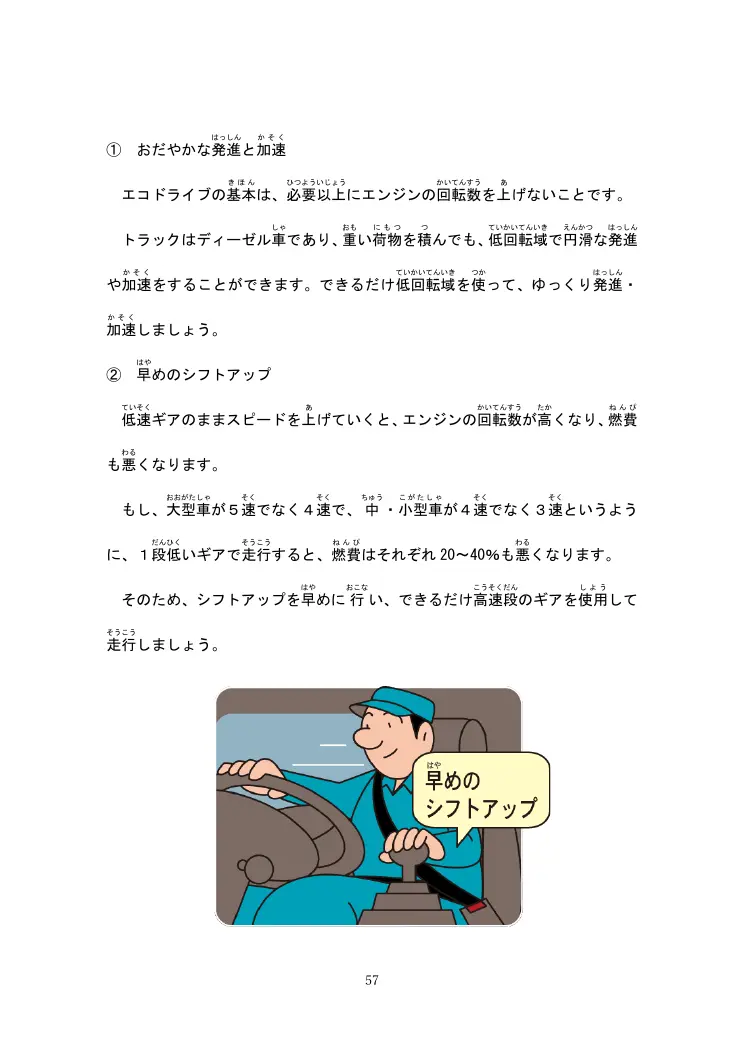 ① おだやかな発進と加速
エコドライブの基本は、必要以上にエンジンの回転数を上げないことです。
トラックはディーゼル車であり、重い荷物を積んでも、低回転域で円滑な発進
や加速をすることができます。できるだけ低回転域を使って、ゆっくり発進・
加速しましょう。
② 早めのシフトアップ
低速ギアのままスピードを上げていくと、エンジンの回転数が高くなり、燃費
も悪くなります。
もし、大型車が５速でなく４速で、中・小型車が４速でなく３速というよう
に、１段低いギアで走行すると、燃費はそれぞれ 20～40％も悪くなります。
そのため、シフトアップを早めに行い、できるだけ高速段のギアを使用して
走行しましょう。
早めの
シフトアップ
57